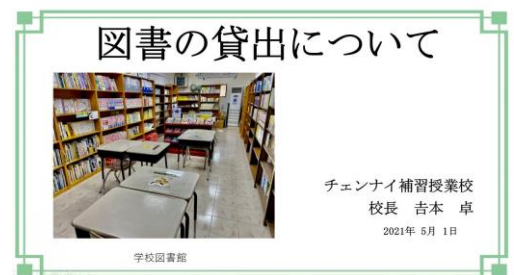 図書の貸出について
チェンナイ補習授業校
校長　𠮷本　卓
2021年 5月 1日
学校図書館